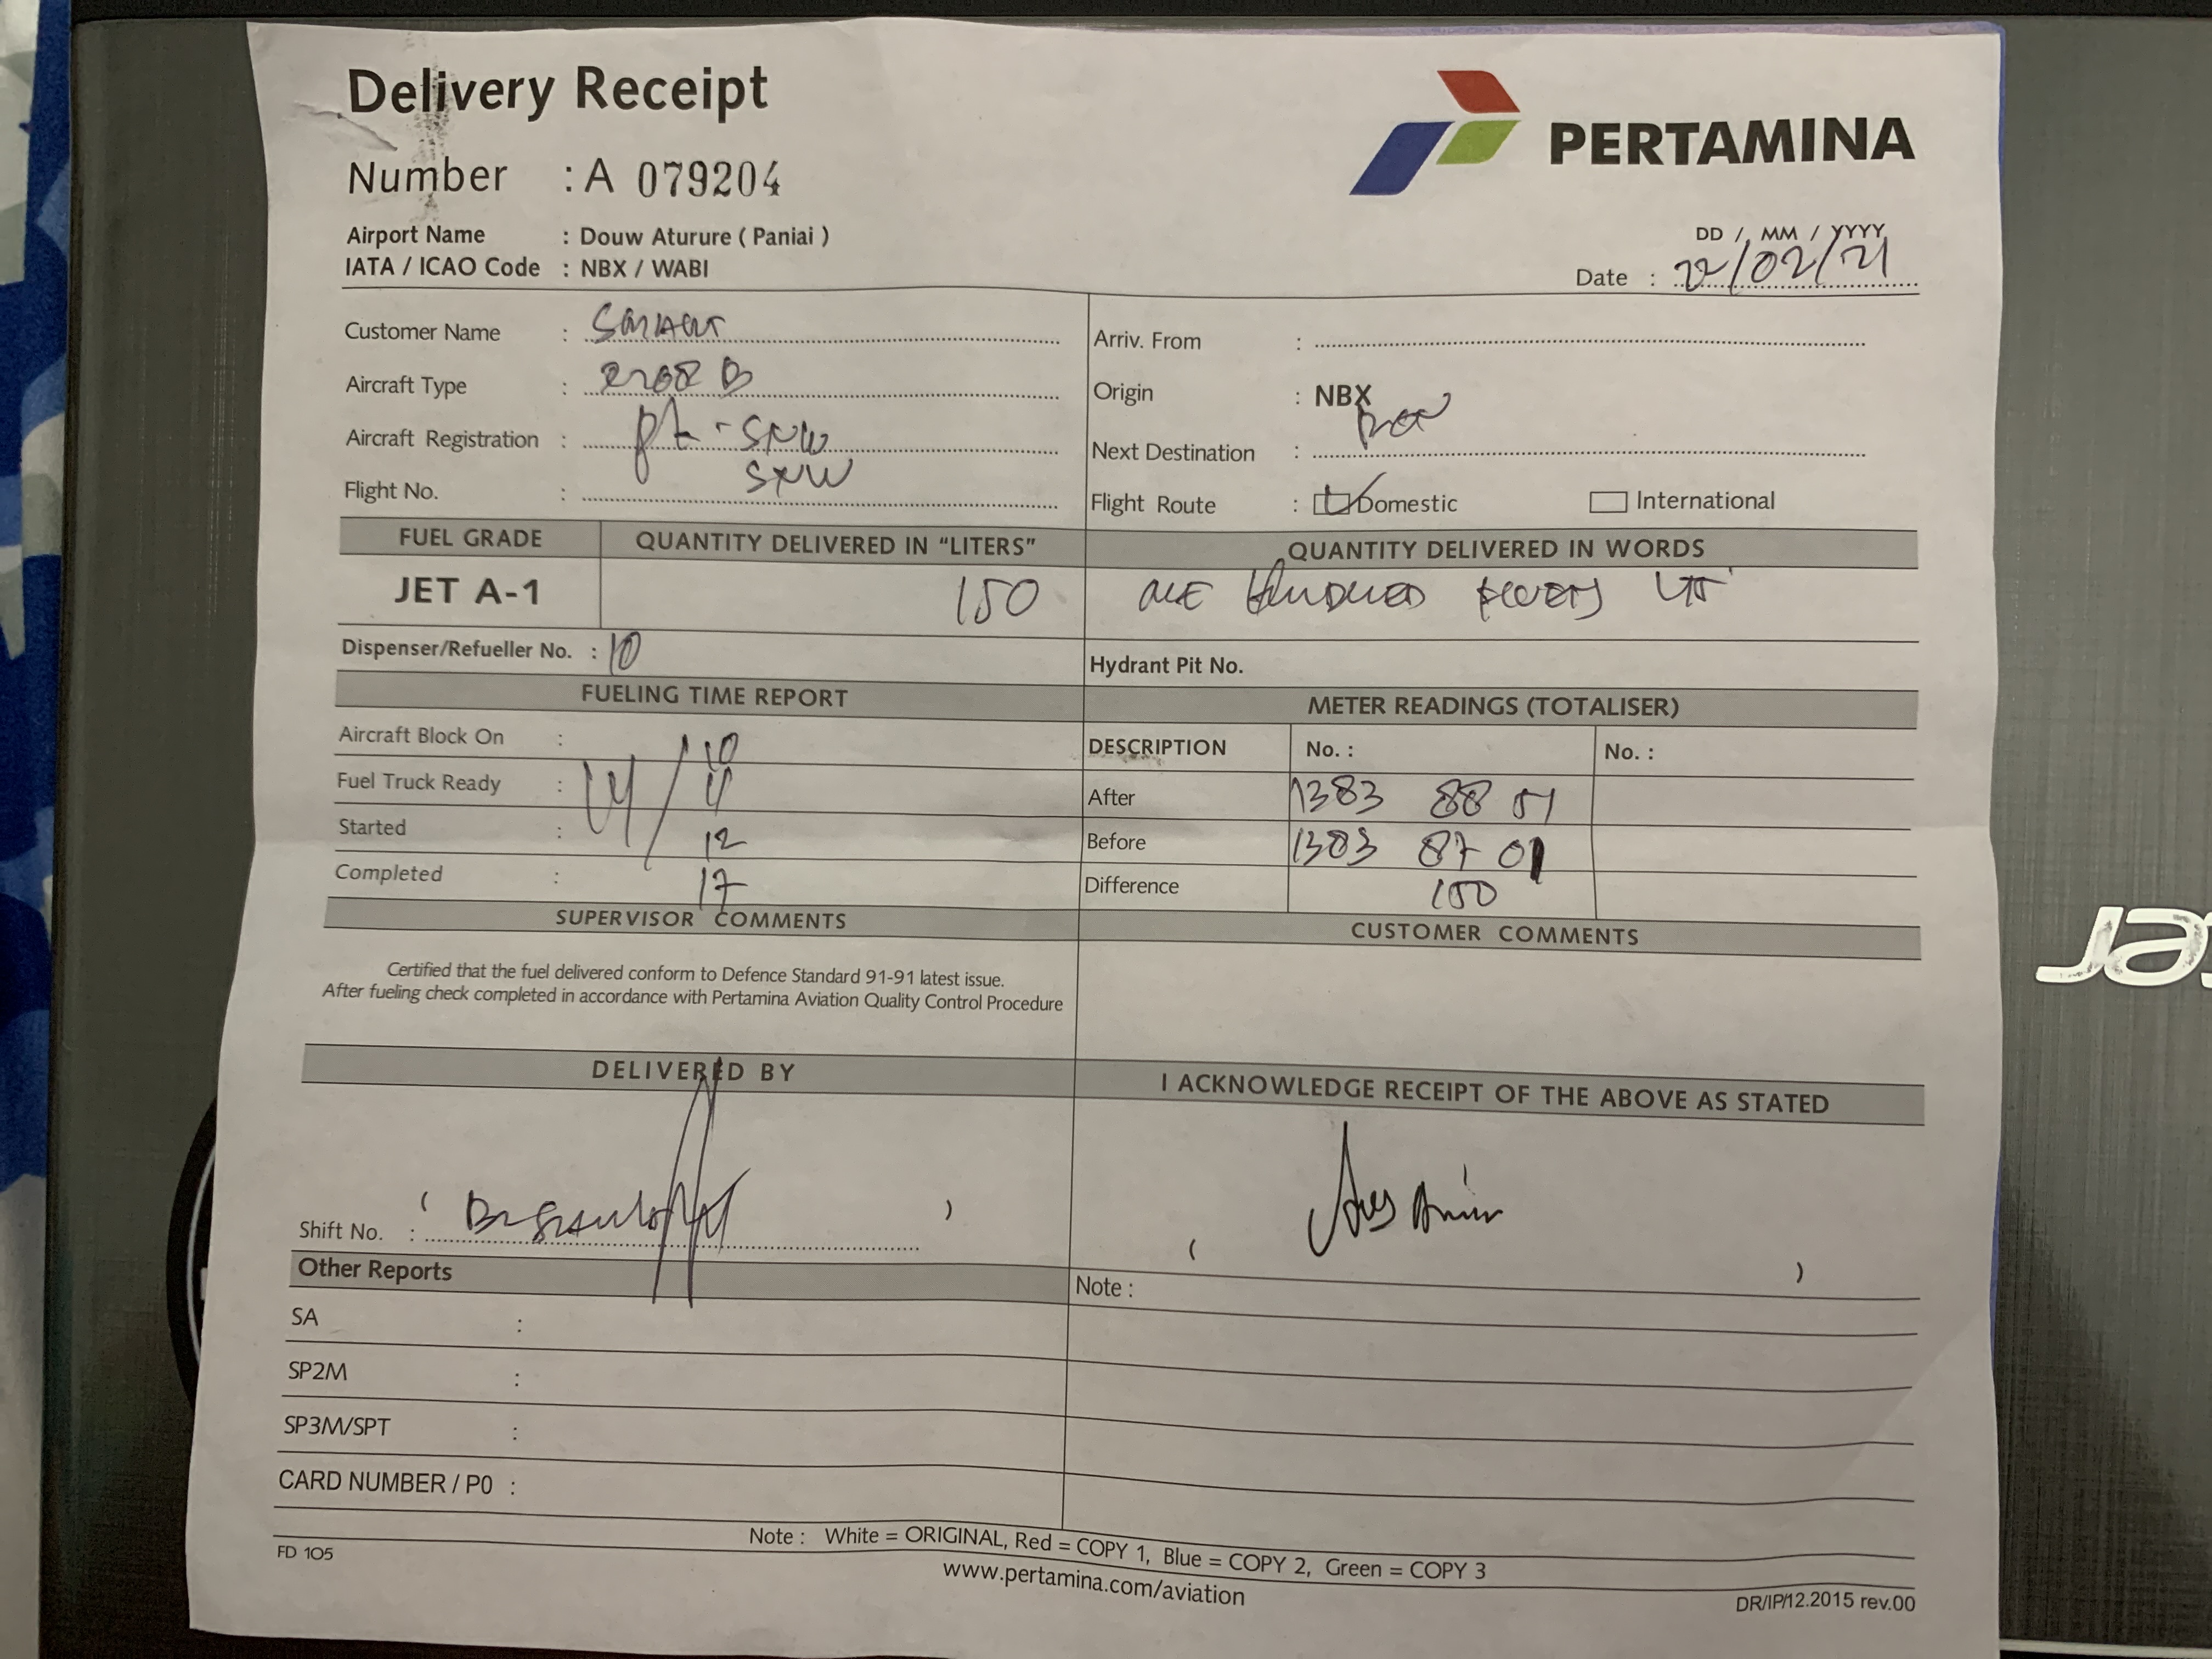 Delivery Receipt
PERTAMINA
Number : A 079204
Airport Name : Douw Aturure ( Paniai )
IATA / ICAO Code : NBX / WABI
DD / MM / YYYY
Date : 22/02/21
Customer Name :
Arriv. From :
Aircraft Type : C208 B
Origin : NBX
Aircraft Registration : PK - SNW
Next Destination :
Flight No. : SNW
Flight Route : Domestic International
FUEL GRADE QUANTITY DELIVERED IN "LITERS" QUANTITY DELIVERED IN WORDS
JET A-1 150 ONE HUNDRED
Dispenser/Refueller No. : 10
Hydrant Pit No.
FUELING TIME REPORT METER READINGS (TOTALISER)
Aircraft Block On : 10
DESCRIPTION No. : No. :
Fuel Truck Ready : 11
After 1383 88 51
Started : 12
Before 1383 87 01
Completed : 17
Difference 150
SUPERVISOR COMMENTS CUSTOMER COMMENTS
Certified that the fuel delivered conform to Defence Standard 91-91 latest issue.
After fueling check completed in accordance with Pertamina Aviation Quality Control Procedure
DELIVERED BY I ACKNOWLEDGE RECEIPT OF THE ABOVE AS STATED
( )
Shift No. :
( )
Other Reports Note :
SA :
SP2M :
SP3M/SPT :
CARD NUMBER / P0 :
Note : White = ORIGINAL, Red = COPY 1, Blue = COPY 2, Green = COPY 3
FD 105 www.pertamina.com/aviation DR/IP/12.2015 rev.00